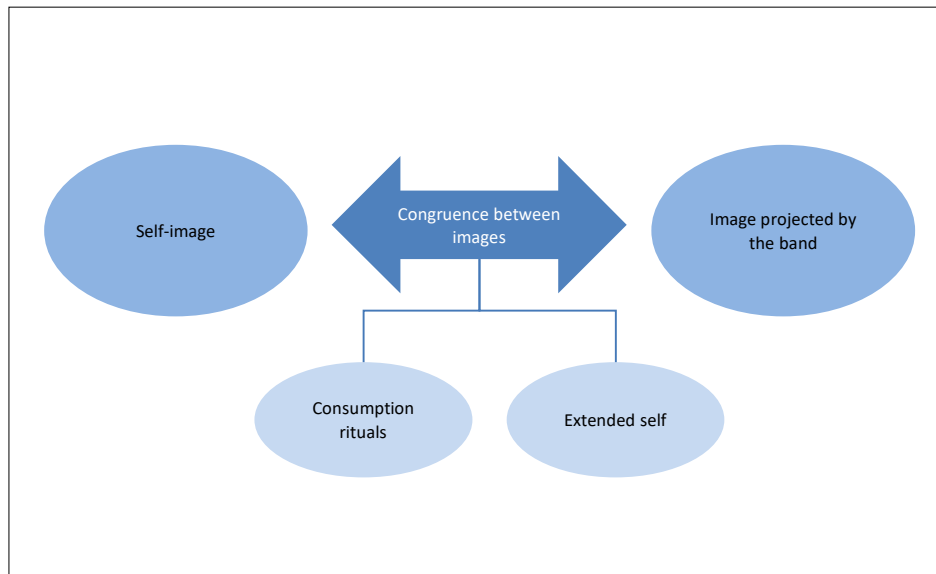 Self-image
Congruence between
images
Image projected by
the band
Consumption
rituals
Extended self